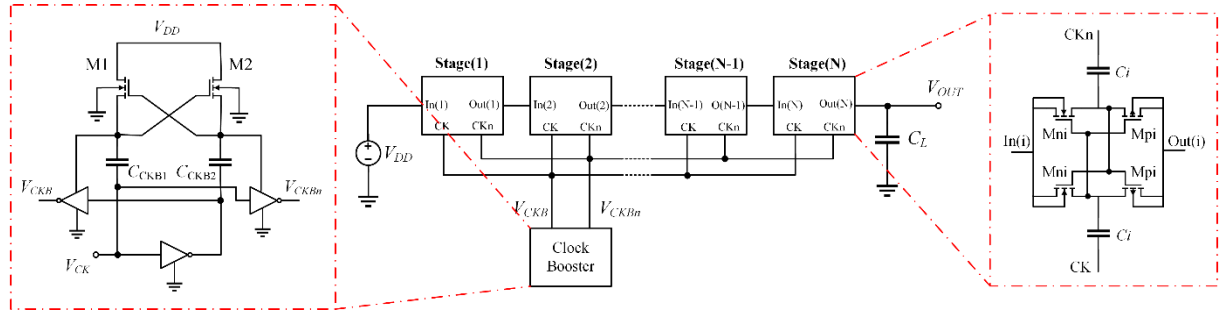 V_DD
M1 M2
C_CKB1 C_CKB2
V_CKB V_CKBn
V_CK
Stage(1) Stage(2) Stage(N-1) Stage(N)
In(1) Out(1) In(2) Out(2) In(N-1) O(N-1) In(N) Out(N)
CK CKn CK CKn CK CKn CK CKn
V_DD
V_OUT
C_L
V_CKB V_CKBn
Clock
Booster
CKn
Ci
Mni Mpi
In(i) Out(i)
Mni Mpi
Ci
CK